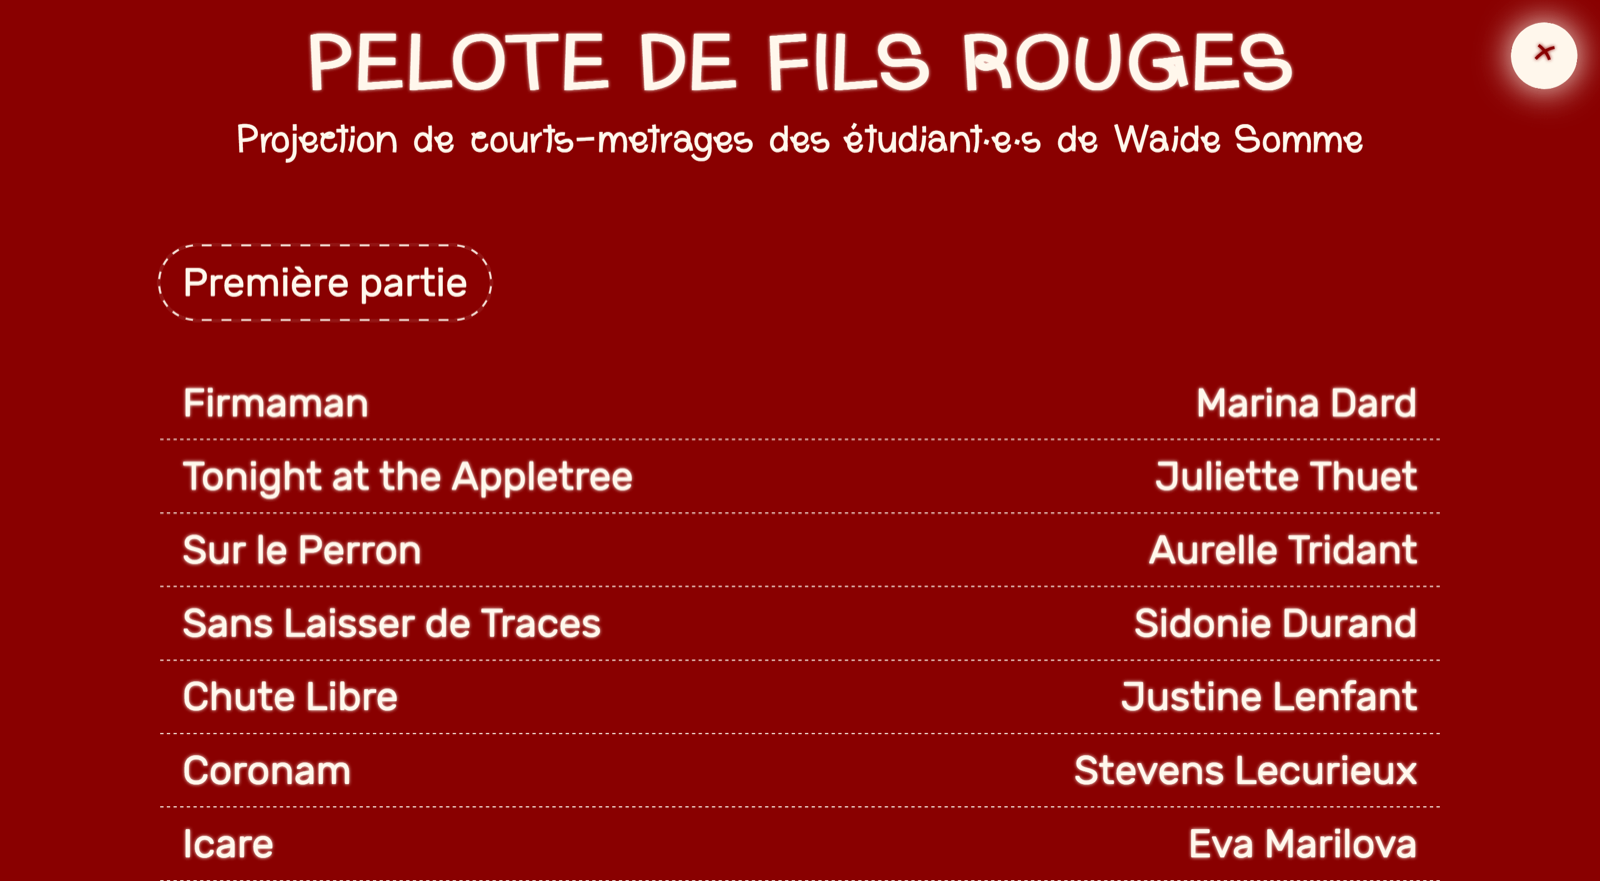 PELOTE DE FILS ROUGES
Projection de courts-metrages des étudiant·e·s de Waide Somme
Première partie
Firmaman Marina Dard
Tonight at the Appletree Juliette Thuet
Sur le Perron Aurelle Tridant
Sans Laisser de Traces Sidonie Durand
Chute Libre Justine Lenfant
Coronam Stevens Lecurieux
Icare Eva Marilova